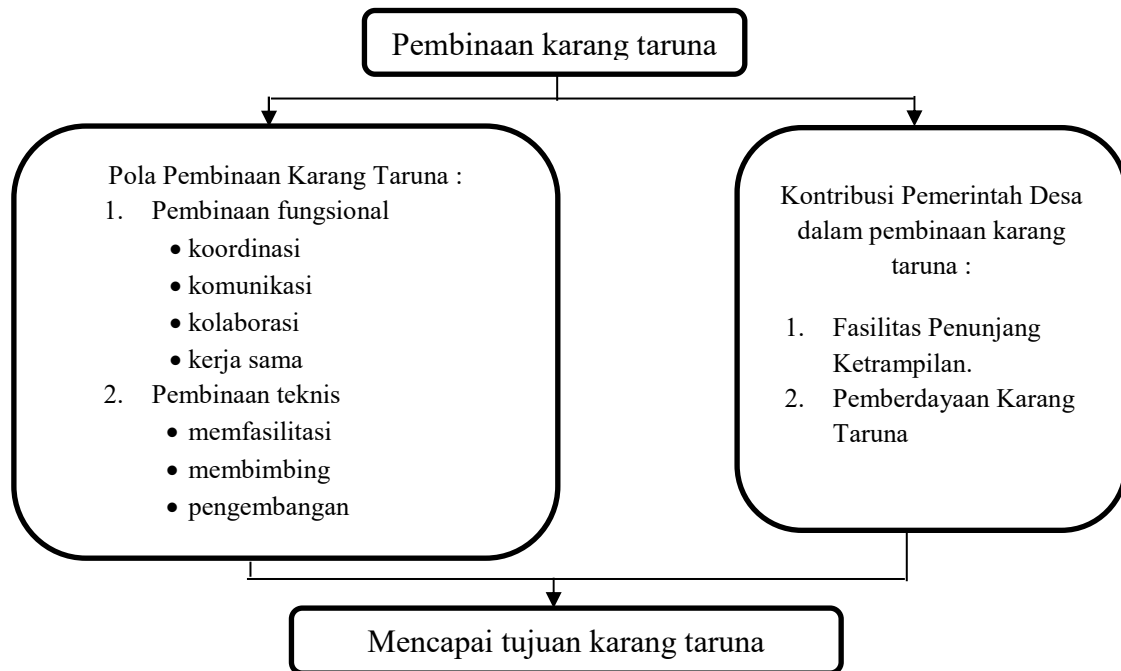 Pembinaan karang taruna
Pola Pembinaan Karang Taruna :
1. Pembinaan fungsional
• koordinasi
• komunikasi
• kolaborasi
• kerja sama
2. Pembinaan teknis
• memfasilitasi
• membimbing
• pengembangan
Kontribusi Pemerintah Desa
dalam pembinaan karang
taruna :
1. Fasilitas Penunjang
Ketrampilan.
2. Pemberdayaan Karang
Taruna
Mencapai tujuan karang taruna